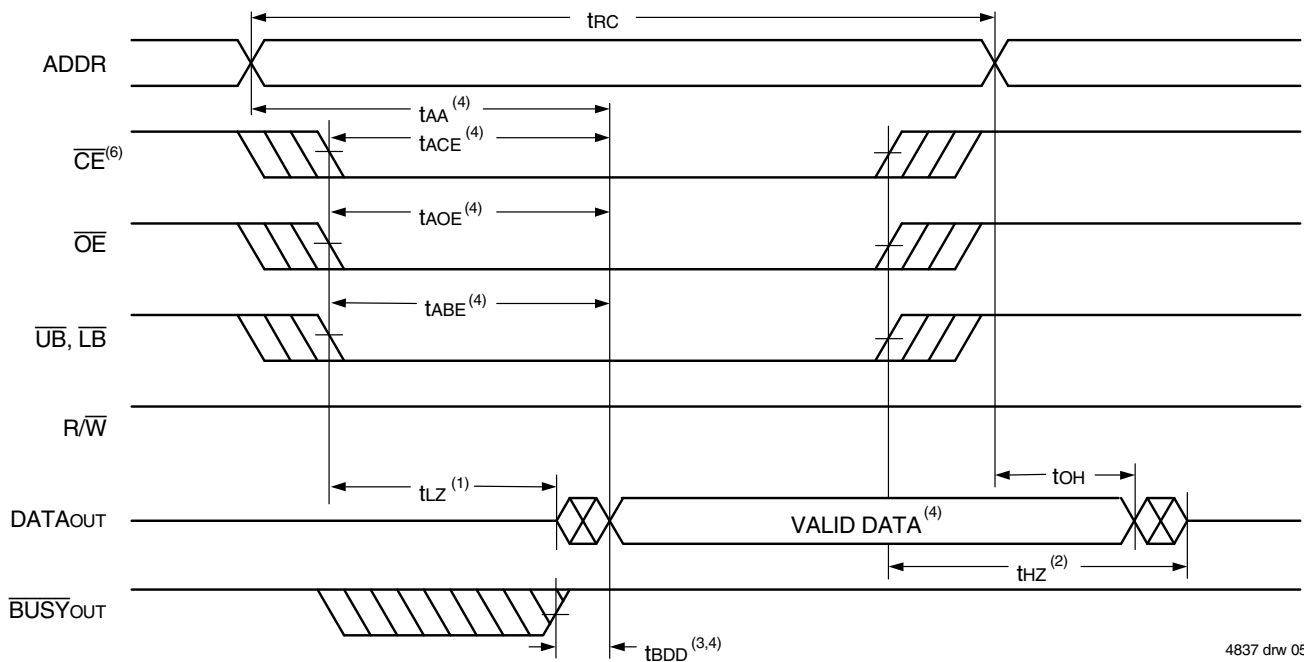 tRC
ADDR
tAA (4)
CE(6)
tACE (4)
OE
tAOE (4)
UB, LB
tABE (4)
R/W
tLZ (1)
tOH
DATAOUT
VALID DATA(4)
tHZ (2)
BUSYOUT
tBDD (3,4)
4837 drw 05